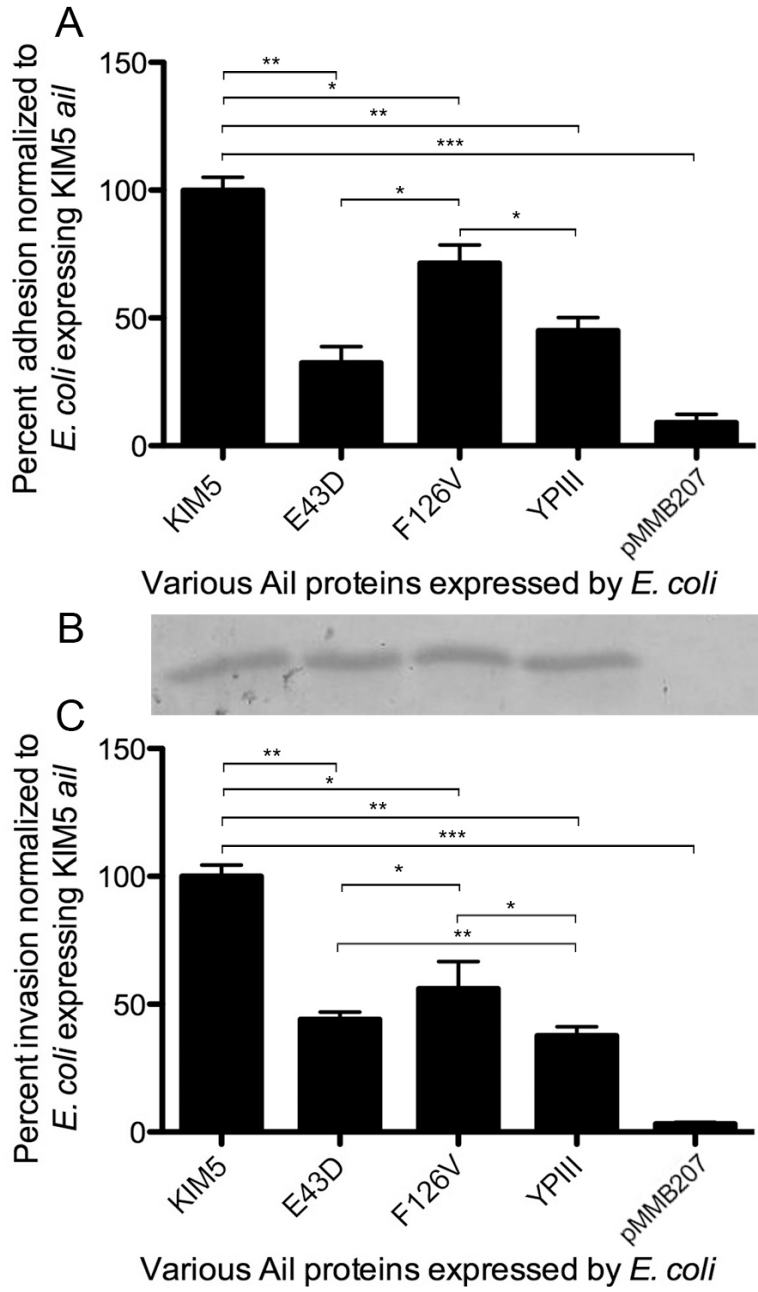 A
Percent adhesion normalized to
E. coli expressing KIM5 ail
150
100
50
0
**
*
**
***
*
*
KIM5
E43D
F126V
YPIII
pMMB207
Various Ail proteins expressed by E. coli
B
C
Percent invasion normalized to
E. coli expressing KIM5 ail
150
100
50
0
**
*
**
***
*
*
**
KIM5
E43D
F126V
YPIII
pMMB207
Various Ail proteins expressed by E. coli